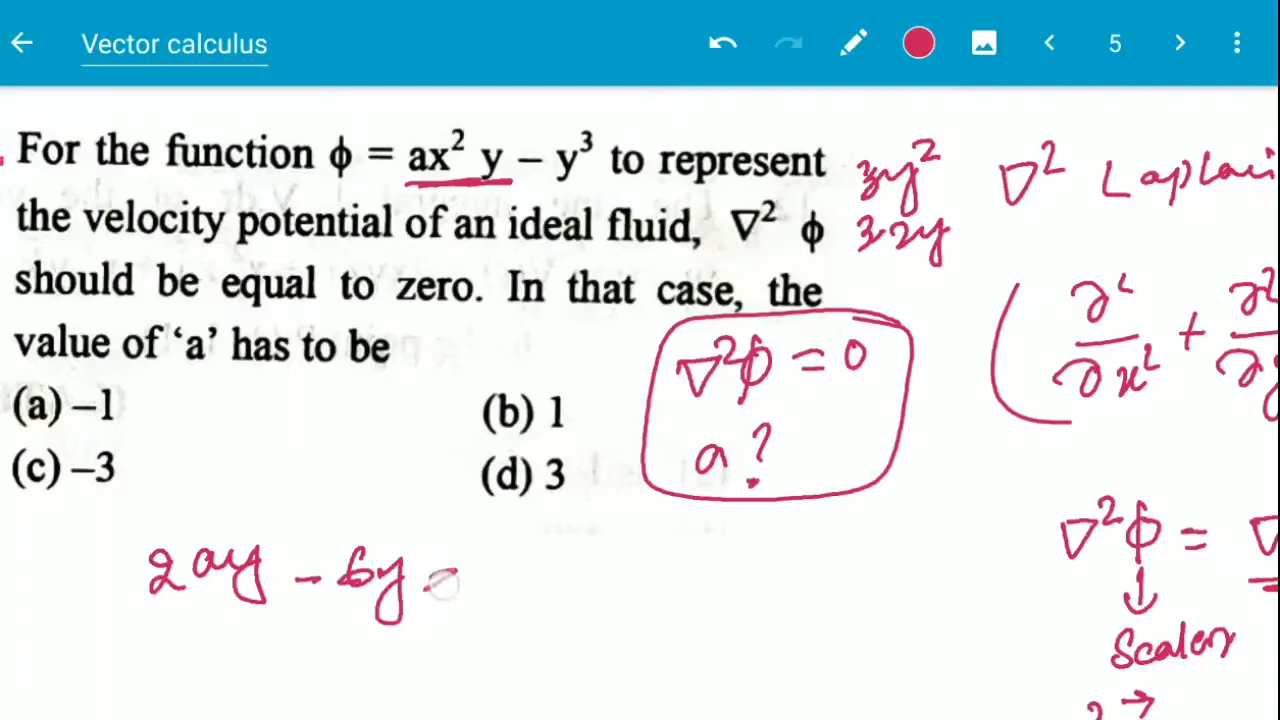 Vector calculus
5
For the function ϕ = ax² y – y³ to represent
the velocity potential of an ideal fluid, ∇² ϕ
should be equal to zero. In that case, the
value of ‘a’ has to be
(a) –1
(b) 1
(c) –3
(d) 3
3y²
3·2y
∇² Laplaci
∇²ϕ = 0
a ?
( ∂²/∂x² + ∂²/∂y
∇²ϕ = ∇
↓
Scalar
2ay – 6y =